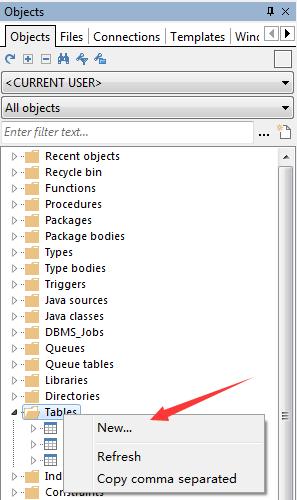 Objects
Objects Files Connections Templates
<CURRENT USER>
All objects
Enter filter text... ...
Recent objects
Recycle bin
Functions
Procedures
Packages
Package bodies
Types
Type bodies
Triggers
Java sources
Java classes
DBMS_Jobs
Queues
Queue tables
Libraries
Directories
Tables
New...
Refresh
Copy comma separated
Ind
Constraints